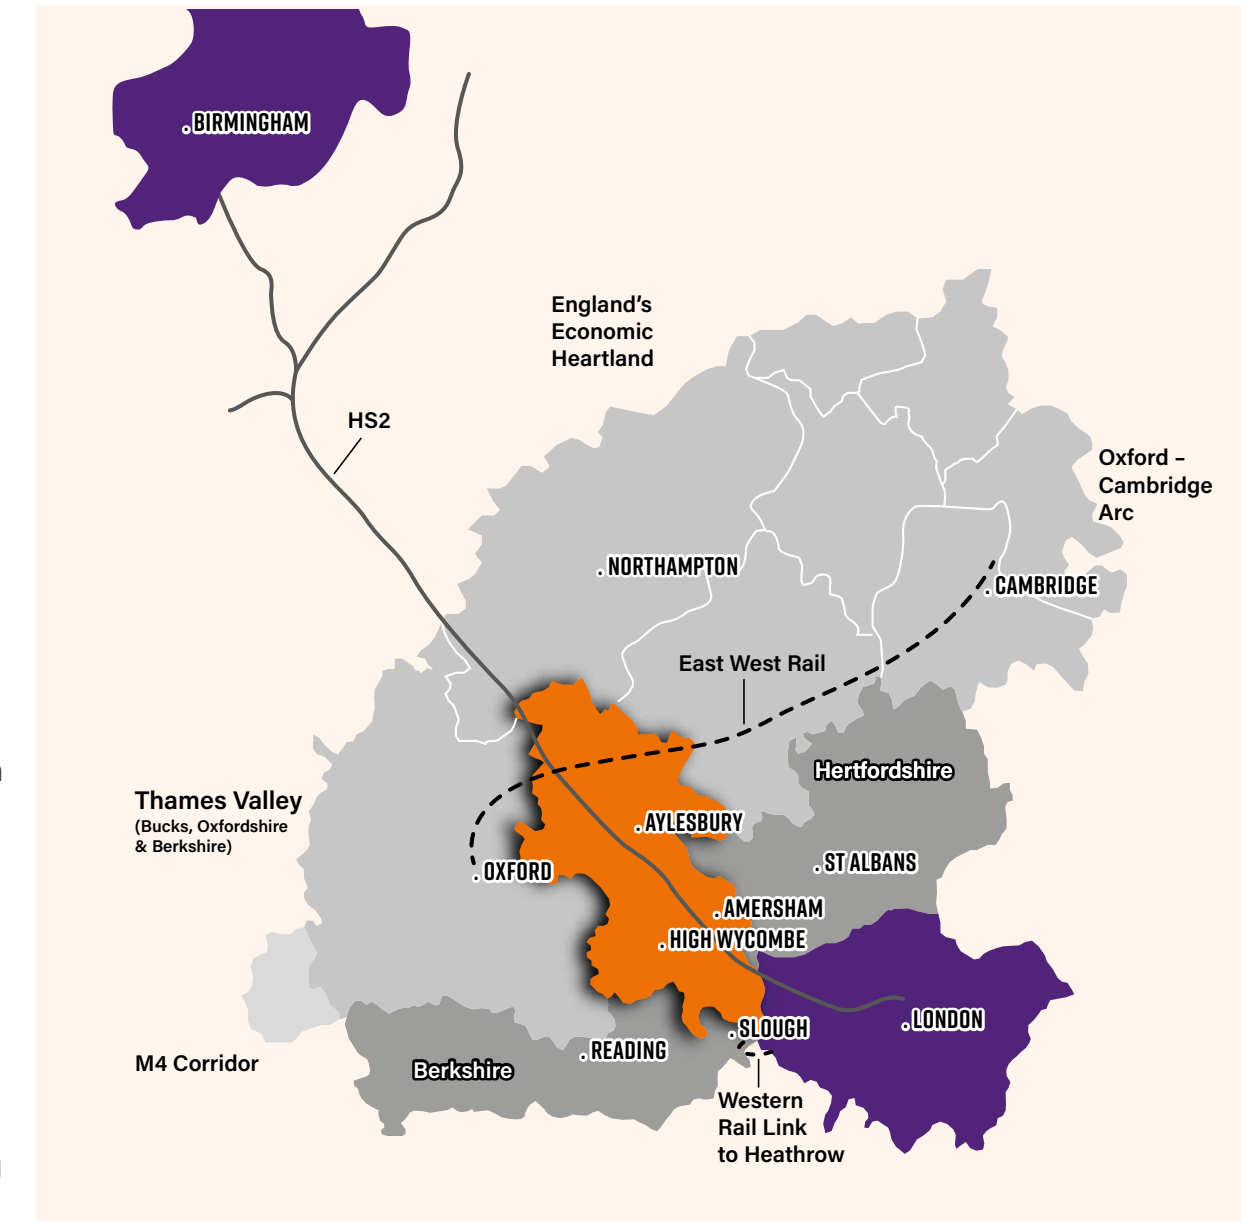 . BIRMINGHAM
England's
Economic
Heartland
HS2
Oxford –
Cambridge
Arc
. NORTHAMPTON
. CAMBRIDGE
East West Rail
Hertfordshire
Thames Valley
(Bucks, Oxfordshire
& Berkshire)
. AYLESBURY
. OXFORD
. ST ALBANS
. AMERSHAM
. HIGH WYCOMBE
. LONDON
. SLOUGH
. READING
M4 Corridor
Berkshire
Western
Rail Link
to Heathrow